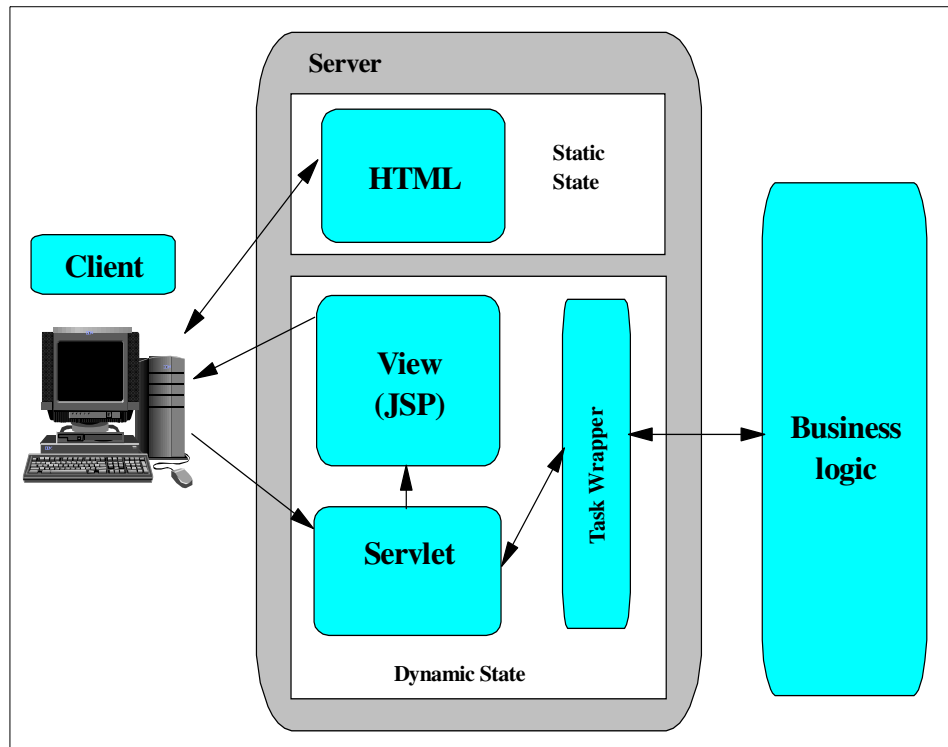 Server
HTML
Static
State
Client
View
(JSP)
Task Wrapper
Business
logic
Servlet
Dynamic State